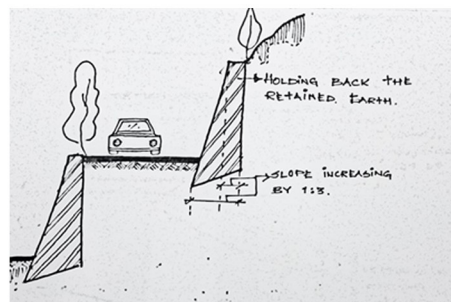 HOLDING BACK THE
RETAINED EARTH.
SLOPE INCREASING
BY 1:3.